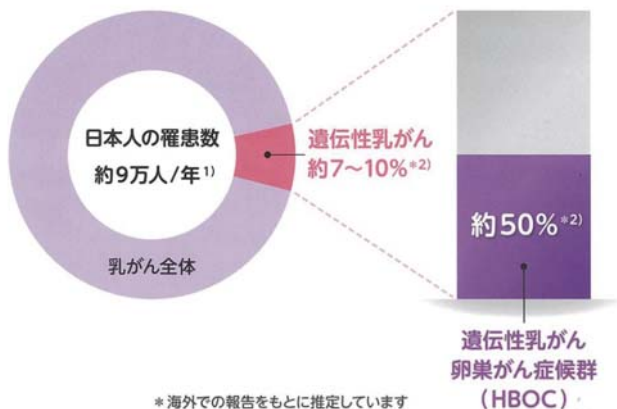 日本人の罹患数
約9万人/年1)
遺伝性乳がん
約7〜10%*2)
乳がん全体
約50%*2)
遺伝性乳がん
卵巣がん症候群
(HBOC)
*海外での報告をもとに推定しています